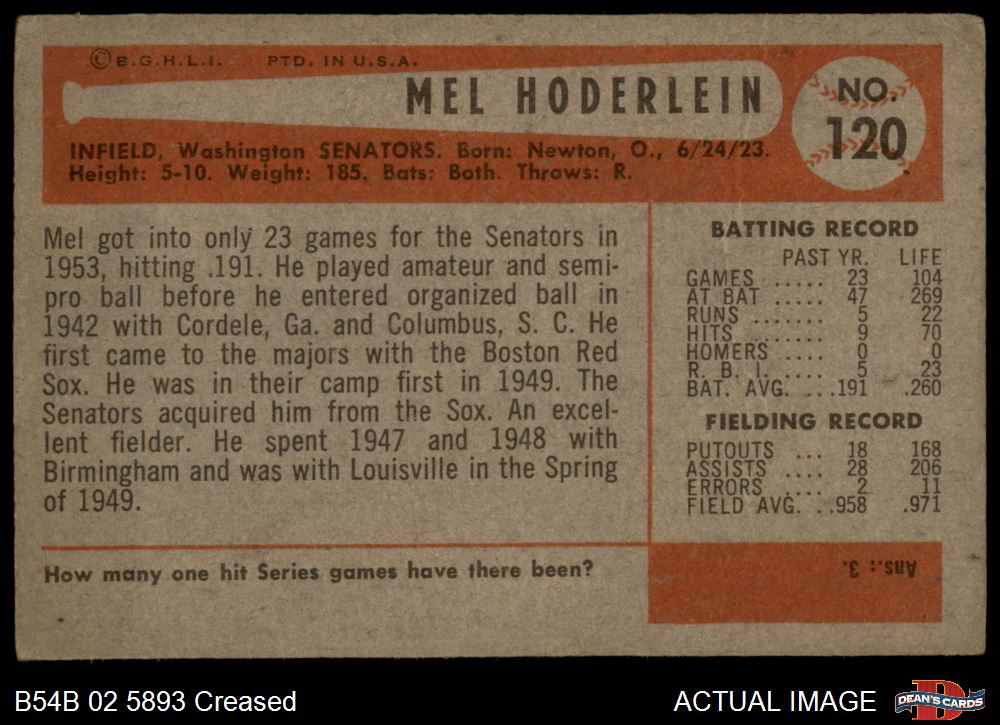 ©B.G.H.L.I. PTD. IN U.S.A.
MEL HODERLEIN
NO.
120
INFIELD, Washington SENATORS. Born: Newton, O., 6/24/23.
Height: 5-10. Weight: 185. Bats: Both. Throws: R.
Mel got into only 23 games for the Senators in
1953, hitting .191. He played amateur and semi-
pro ball before he entered organized ball in
1942 with Cordele, Ga. and Columbus, S. C. He
first came to the majors with the Boston Red
Sox. He was in their camp first in 1949. The
Senators acquired him from the Sox. An excel-
lent fielder. He spent 1947 and 1948 with
Birmingham and was with Louisville in the Spring
of 1949.
BATTING RECORD
PAST YR. LIFE
GAMES ..... 23 104
AT BAT ..... 47 269
RUNS ....... 5 22
HITS ....... 9 70
HOMERS ..... 0 0
R. B. I. ..... 5 23
BAT. AVG. ...191 .260
FIELDING RECORD
PUTOUTS ... 18 168
ASSISTS .... 28 206
ERRORS .... 2 11
FIELD AVG. ..958 .971
How many one hit Series games have there been?
Ans.: 3.
B54B 02 5893 Creased
ACTUAL IMAGE
D
DEAN'S CARDS